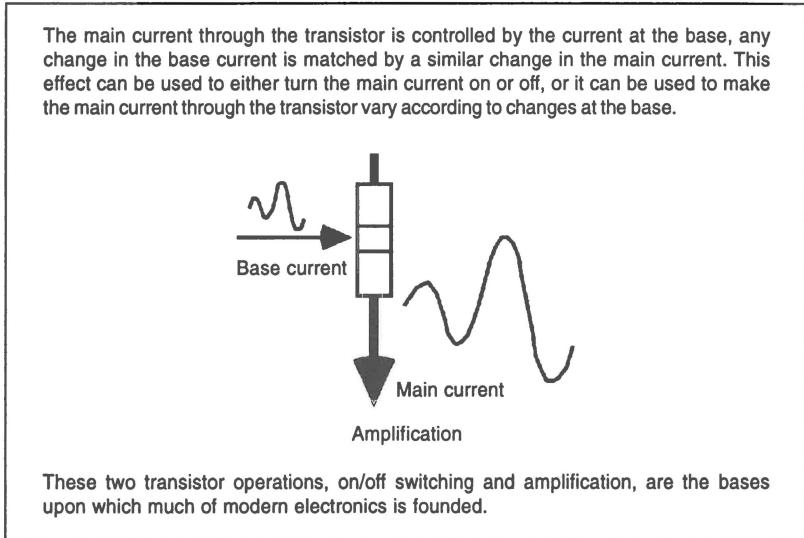 The main current through the transistor is controlled by the current at the base, any
change in the base current is matched by a similar change in the main current. This
effect can be used to either turn the main current on or off, or it can be used to make
the main current through the transistor vary according to changes at the base.
Base current
Main current
Amplification
These two transistor operations, on/off switching and amplification, are the bases
upon which much of modern electronics is founded.